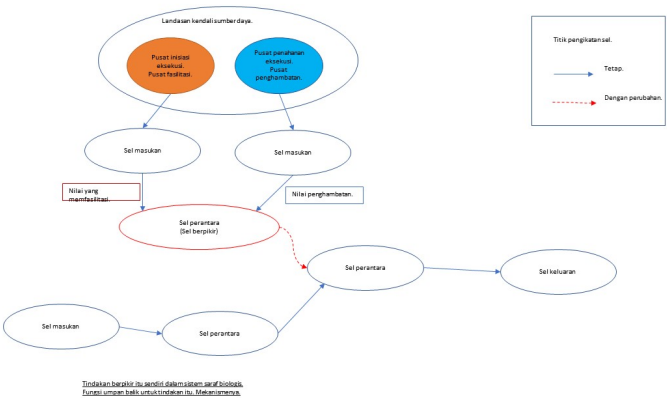 Landasan kendali sumber daya.
Pusat inisiasi
eksekusi.
Pusat fasilitasi.
Pusat penahanan
eksekusi.
Pusat
penghambatan.
Titik pengikatan sel.
Tetap.
Dengan perubahan.
Sel masukan
Sel masukan
Nilai yang
memfasilitasi.
Nilai penghambatan.
Sel perantara
(Sel berpikir)
Sel perantara
Sel keluaran
Sel masukan
Sel perantara
Tindakan berpikir itu sendiri dalam sistem saraf biologis.
Fungsi umpan balik untuk tindakan itu. Mekanismenya.